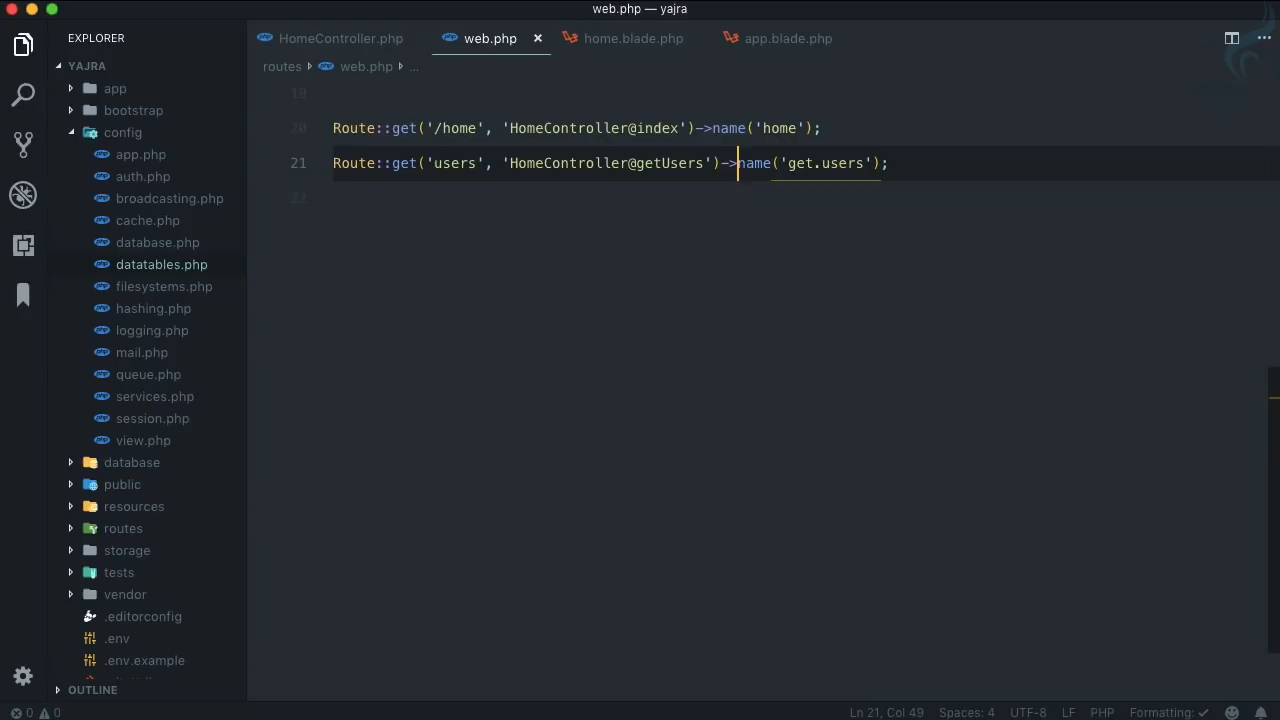 web.php — yajra
EXPLORER
HomeController.php
web.php
home.blade.php
app.blade.php
routes
web.php
...
YAJRA
app
bootstrap
config
app.php
auth.php
broadcasting.php
cache.php
database.php
datatables.php
filesystems.php
hashing.php
logging.php
mail.php
queue.php
services.php
session.php
view.php
database
public
resources
routes
storage
tests
vendor
.editorconfig
.env
.env.example
OUTLINE
19
20 Route::get('/home', 'HomeController@index')->name('home');
21 Route::get('users', 'HomeController@getUsers')->name('get.users');
22
0 0
Ln 21, Col 49
Spaces: 4
UTF-8
LF
PHP
Formatting: ✓